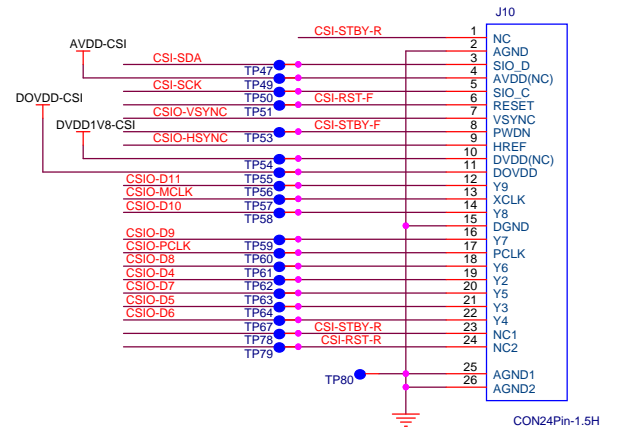 J10
CSI-STBY-R 1 NC
AVDD-CSI 2 AGND
CSI-SDA 3 SIO_D
TP47 4 AVDD(NC)
CSI-SCK TP49 5 SIO_C
DOVDD-CSI TP50 CSI-RST-F 6 RESET
CSIO-VSYNC TP51 7 VSYNC
DVDD1V8-CSI CSI-STBY-F 8 PWDN
CSIO-HSYNC TP53 9 HREF
10 DVDD(NC)
TP54 11 DOVDD
CSIO-D11 TP55 12 Y9
CSIO-MCLK TP56 13 XCLK
CSIO-D10 TP57 14 Y8
TP58 15 DGND
CSIO-D9 16 Y7
CSIO-PCLK TP59 17 PCLK
CSIO-D8 TP60 18 Y6
CSIO-D4 TP61 19 Y2
CSIO-D7 TP62 20 Y5
CSIO-D5 TP63 21 Y3
CSIO-D6 TP64 22 Y4
TP67 CSI-STBY-R 23 NC1
TP78 CSI-RST-R 24 NC2
TP79
25 AGND1
TP80 26 AGND2
CON24Pin-1.5H